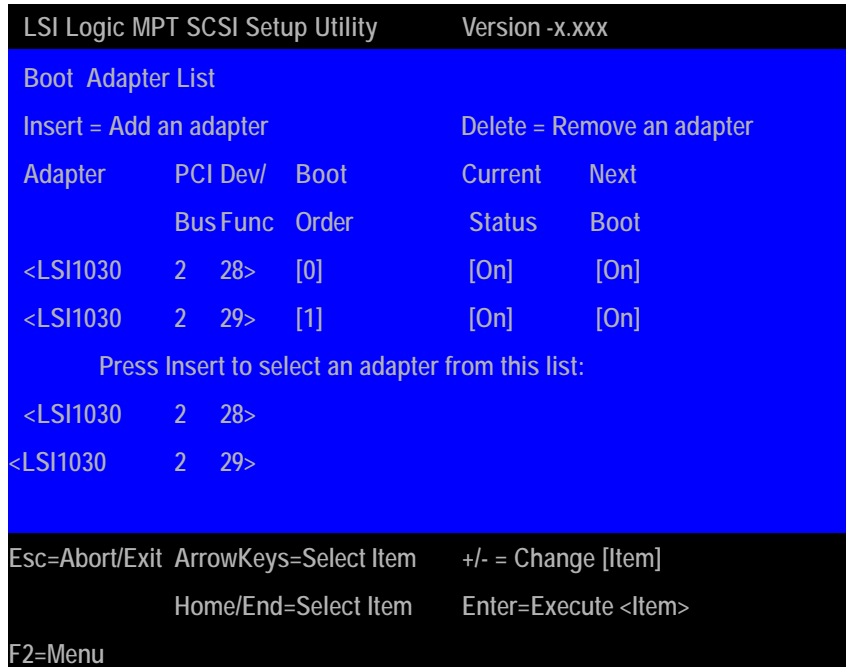 LSI Logic MPT SCSI Setup Utility Version -x.xxx
Boot Adapter List
Insert = Add an adapter Delete = Remove an adapter
Adapter PCI Dev/ Boot Current Next
Bus Func Order Status Boot
<LSI1030 2 28> [0] [On] [On]
<LSI1030 2 29> [1] [On] [On]
Press Insert to select an adapter from this list:
<LSI1030 2 28>
<LSI1030 2 29>
Esc=Abort/Exit ArrowKeys=Select Item +/- = Change [Item]
Home/End=Select Item Enter=Execute <Item>
F2=Menu